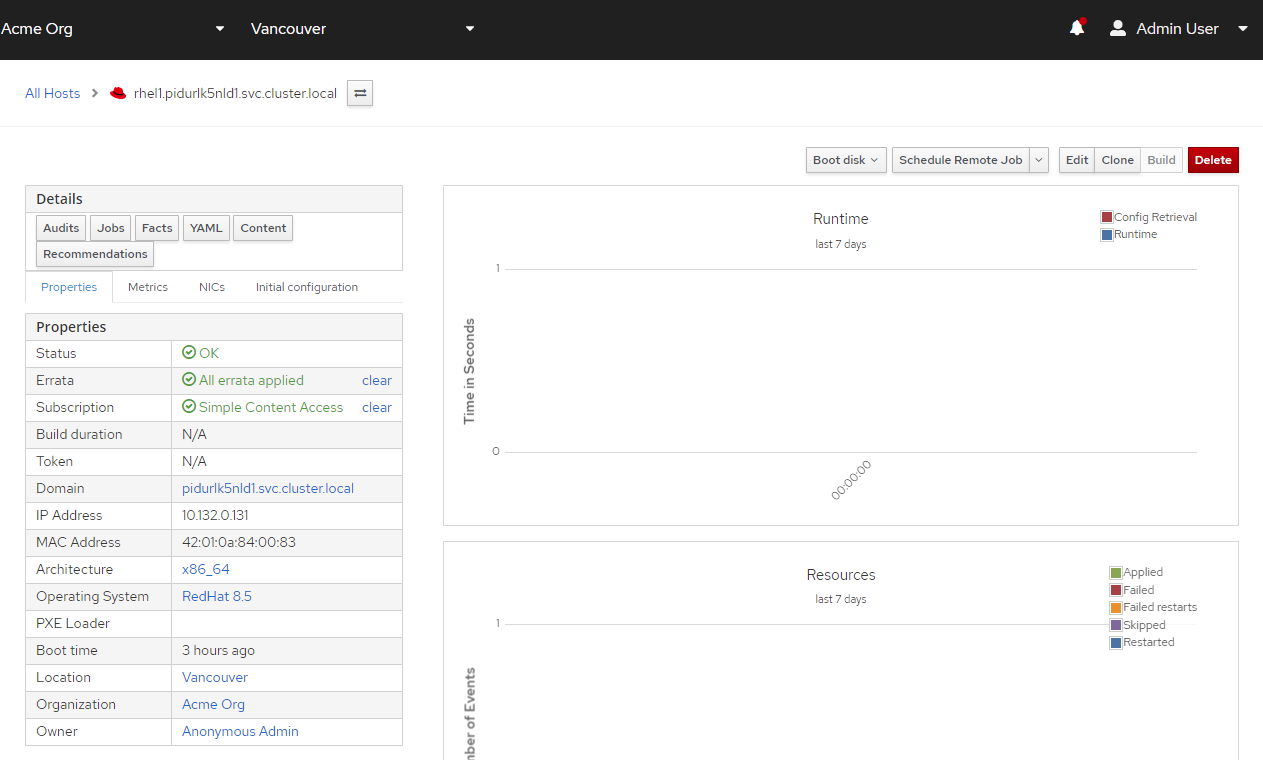 Acme Org Vancouver Admin User
All Hosts rhel1.pidurlk5nld1.svc.cluster.local
Boot disk Schedule Remote Job Edit Clone Build Delete
Details
Audits Jobs Facts YAML Content
Recommendations
Properties Metrics NICs Initial configuration
Properties
Status OK
Errata All errata applied clear
Subscription Simple Content Access clear
Build duration N/A
Token N/A
Domain pidurlk5nld1.svc.cluster.local
IP Address 10.132.0.131
MAC Address 42:01:0a:84:00:83
Architecture x86_64
Operating System RedHat 8.5
PXE Loader
Boot time 3 hours ago
Location Vancouver
Organization Acme Org
Owner Anonymous Admin
Runtime
last 7 days
Config Retrieval
Runtime
1
Time in Seconds
0
00:00:00
Resources
last 7 days
Applied
Failed
Failed restarts
Skipped
Restarted
1
of Events